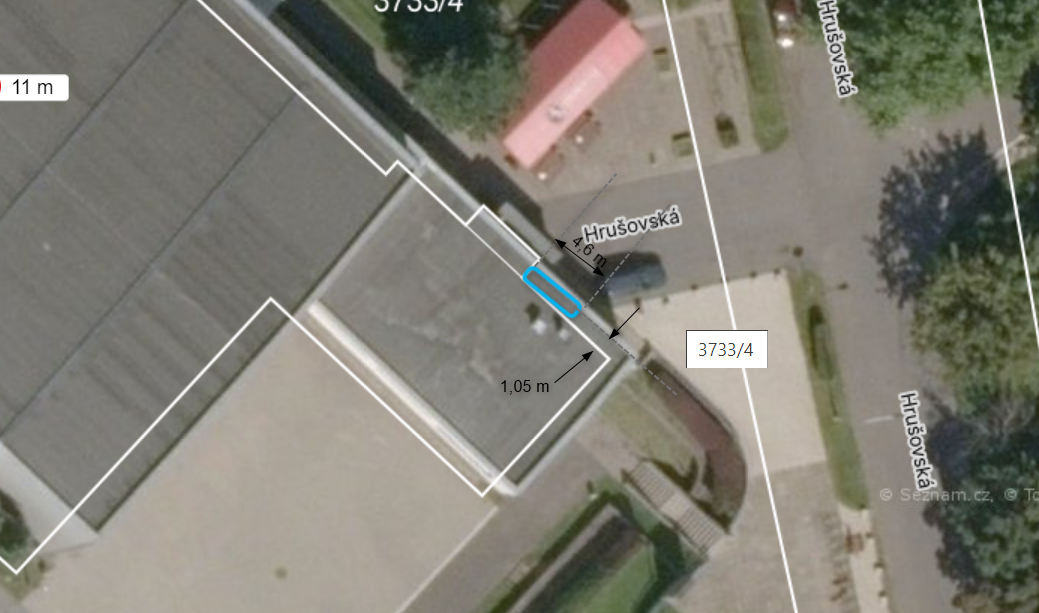 3733/4
11 m
Hrušovská
Hrušovská
4,6 m
3733/4
1,05 m
Hrušovská
© Seznam.cz, © To